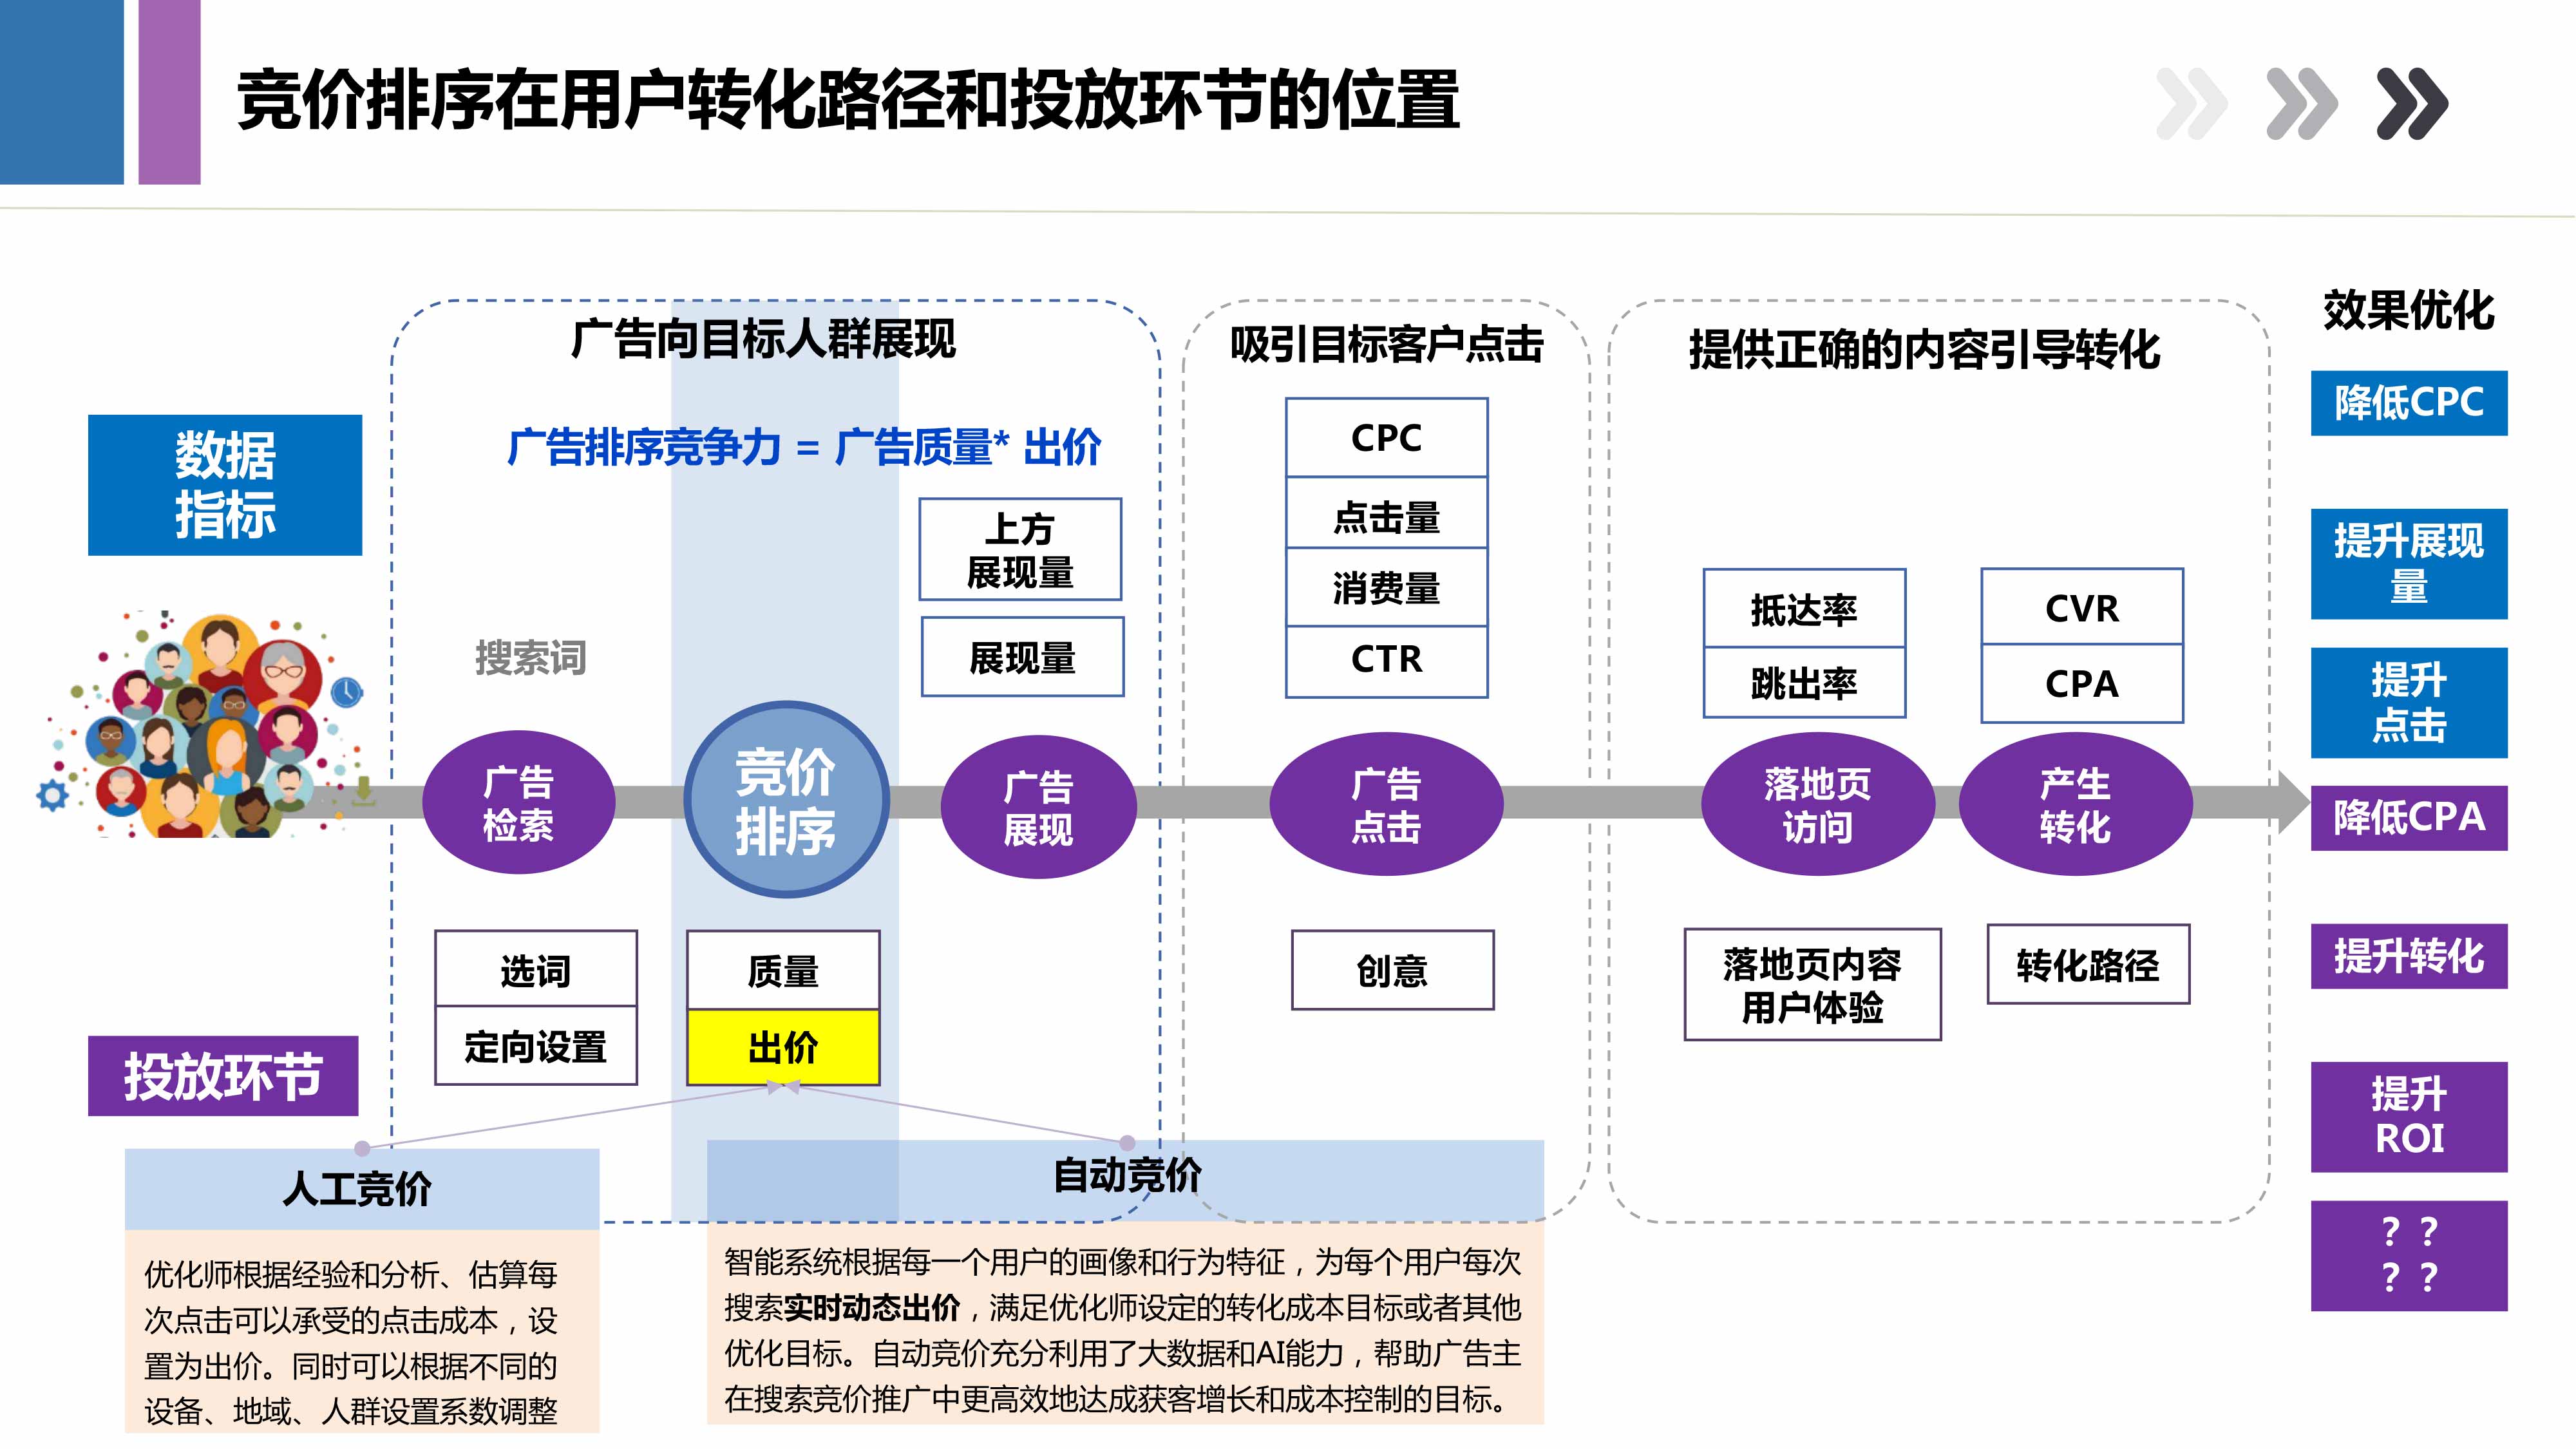 竞价排序在用户转化路径和投放环节的位置
广告向目标人群展现
吸引目标客户点击
提供正确的内容引导转化
效果优化
数据
指标
广告排序竞争力 = 广告质量* 出价
搜索词
上方
展现量
展现量
CPC
点击量
消费量
CTR
抵达率
跳出率
CVR
CPA
广告
检索
竞价
排序
广告
展现
广告
点击
落地页
访问
产生
转化
投放环节
选词
定向设置
质量
出价
创意
落地页内容
用户体验
转化路径
降低CPC
提升展现
量
提升
点击
降低CPA
提升转化
提升
ROI
? ?
? ?
人工竞价
优化师根据经验和分析、估算每
次点击可以承受的点击成本，设
置为出价。同时可以根据不同的
设备、地域、人群设置系数调整
自动竞价
智能系统根据每一个用户的画像和行为特征，为每个用户每次
搜索实时动态出价，满足优化师设定的转化成本目标或者其他
优化目标。自动竞价充分利用了大数据和AI能力，帮助广告主
在搜索竞价推广中更高效地达成获客增长和成本控制的目标。